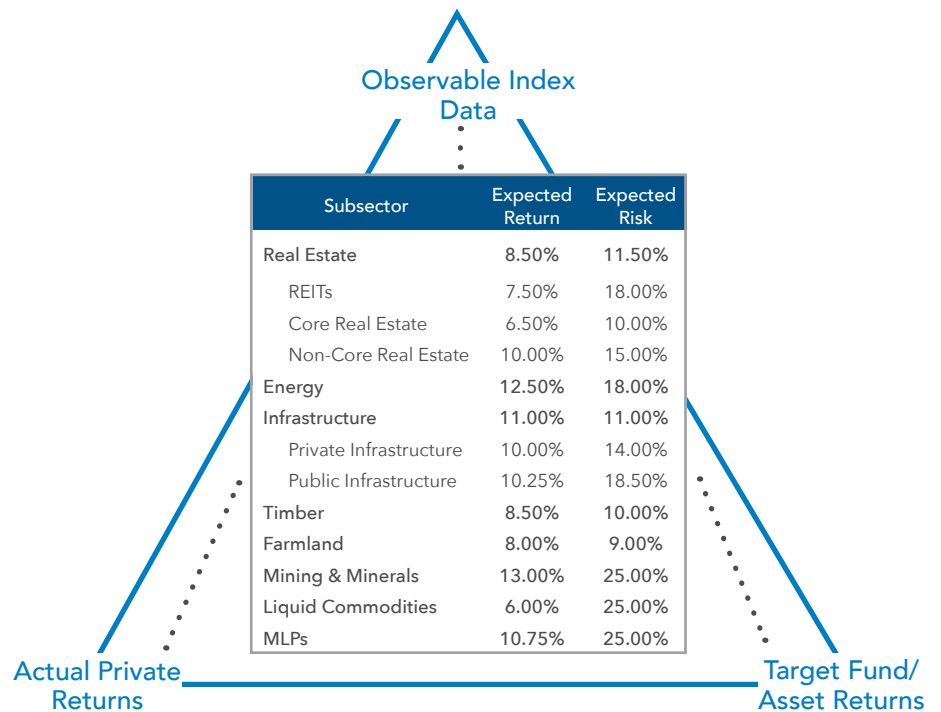 Observable Index
Data
Subsector Expected Return Expected Risk
Real Estate 8.50% 11.50%
REITs 7.50% 18.00%
Core Real Estate 6.50% 10.00%
Non-Core Real Estate 10.00% 15.00%
Energy 12.50% 18.00%
Infrastructure 11.00% 11.00%
Private Infrastructure 10.00% 14.00%
Public Infrastructure 10.25% 18.50%
Timber 8.50% 10.00%
Farmland 8.00% 9.00%
Mining & Minerals 13.00% 25.00%
Liquid Commodities 6.00% 25.00%
MLPs 10.75% 25.00%
Actual Private
Returns
Target Fund/
Asset Returns